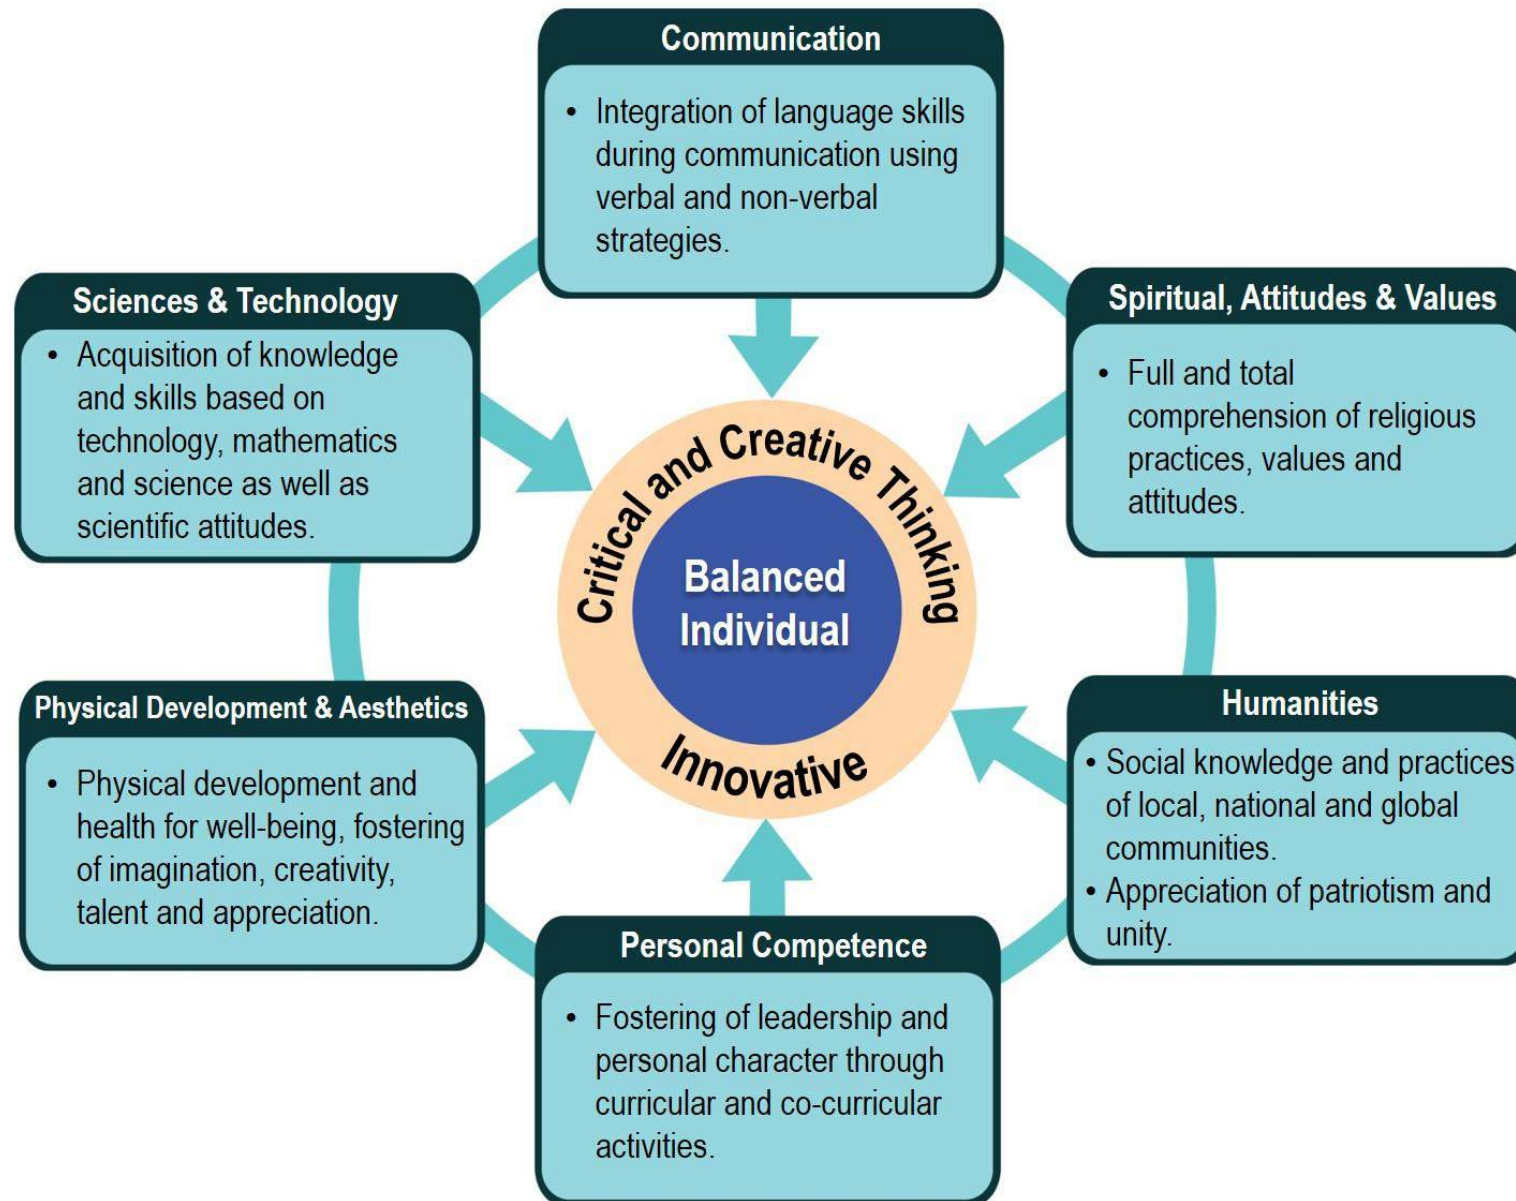 Communication
• Integration of language skills
during communication using
verbal and non-verbal
strategies.
Sciences & Technology
• Acquisition of knowledge
and skills based on
technology, mathematics
and science as well as
scientific attitudes.
Spiritual, Attitudes & Values
• Full and total
comprehension of religious
practices, values and
attitudes.
Critical and Creative Thinking
Balanced
Individual
Innovative
Physical Development & Aesthetics
• Physical development and
health for well-being, fostering
of imagination, creativity,
talent and appreciation.
Humanities
• Social knowledge and practices
of local, national and global
communities.
• Appreciation of patriotism and
unity.
Personal Competence
• Fostering of leadership and
personal character through
curricular and co-curricular
activities.